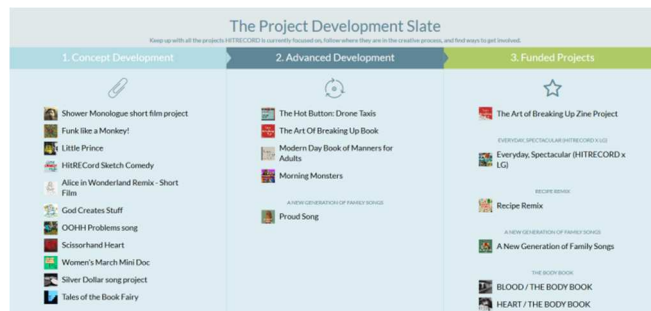 The Project Development Slate
Keep up with all the projects HITRECORD is currently focused on, follow where they are in the creative process, and find ways to get involved.
1. Concept Development
Shower Monologue short film project
Funk like a Monkey!
Little Prince
HitRECord Sketch Comedy
Alice in Wonderland Remix - Short
Film
God Creates Stuff
OOHH Problems song
Scissorhand Heart
Women's March Mini Doc
Silver Dollar song project
Tales of the Book Fairy
2. Advanced Development
The Hot Button: Drone Taxis
The Art Of Breaking Up Book
Modern Day Book of Manners for
Adults
Morning Monsters
A NEW GENERATION OF FAMILY SONGS
Proud Song
3. Funded Projects
The Art of Breaking Up Zine Project
EVERYDAY, SPECTACULAR (HITRECORD X LG)
Everyday, Spectacular (HITRECORD x
LG)
RECIPE REMIX
Recipe Remix
A NEW GENERATION OF FAMILY SONGS
A New Generation of Family Songs
THE BODY BOOK
BLOOD / THE BODY BOOK
HEART / THE BODY BOOK